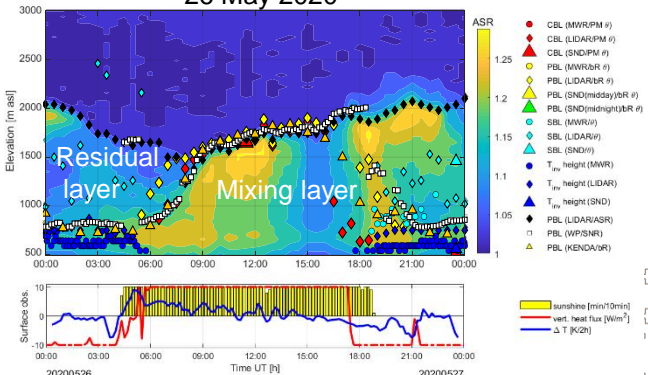 26 May 2020
3000
2500
2000
1500
1000
500
Elevation [m asl]
Residual
layer
Mixing layer
00:00 03:00 06:00 09:00 12:00 15:00 18:00 21:00 00:00
ASR
1.25
1.2
1.15
1.1
1.05
1
CBL (MWR/PM θ)
CBL (LIDAR/PM θ)
CBL (SND/PM θ)
PBL (MWR/bR θ)
PBL (LIDAR/bR θ)
PBL (SND(midday)/bR θ)
PBL (SND(midnight)/bR θ)
SBL (MWR/θ)
SBL (LIDAR/θ)
SBL (SND/θ)
Tinv height (MWR)
Tinv height (LIDAR)
Tinv height (SND)
PBL (LIDAR/ASR)
PBL (WP/SNR)
PBL (KENDA/bR)
Surface obs.
10
0
-10
00:00 03:00 06:00 09:00 12:00 15:00 18:00 21:00 00:00
20200526
Time UT [h]
20200527
sunshine [min/10min]
vert. heat flux [W/m²]
Δ T [K/2h]